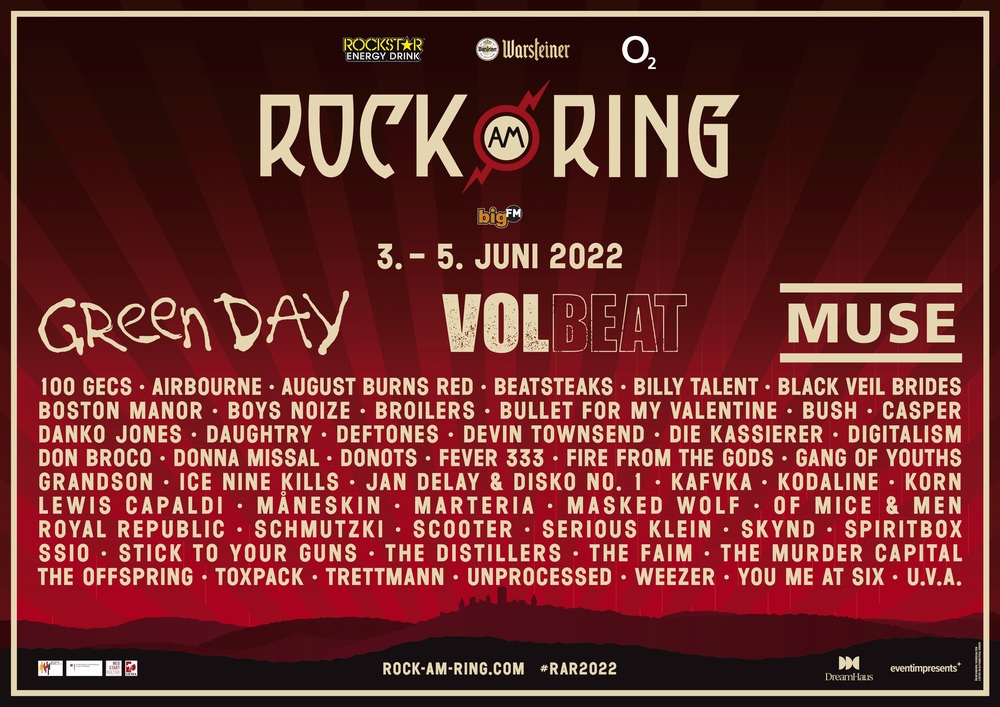 ROCKSTAR
ENERGY DRINK
Warsteiner
O2
ROCK AM RING
bigFM
3. – 5. JUNI 2022
GREEN DAY VOLBEAT MUSE
100 GECS · AIRBOURNE · AUGUST BURNS RED · BEATSTEAKS · BILLY TALENT · BLACK VEIL BRIDES
BOSTON MANOR · BOYS NOIZE · BROILERS · BULLET FOR MY VALENTINE · BUSH · CASPER
DANKO JONES · DAUGHTRY · DEFTONES · DEVIN TOWNSEND · DIE KASSIERER · DIGITALISM
DON BROCO · DONNA MISSAL · DONOTS · FEVER 333 · FIRE FROM THE GODS · GANG OF YOUTHS
GRANDSON · ICE NINE KILLS · JAN DELAY & DISKO NO. 1 · KAFVKA · KODALINE · KORN
LEWIS CAPALDI · MÅNESKIN · MARTERIA · MASKED WOLF · OF MICE & MEN
ROYAL REPUBLIC · SCHMUTZKI · SCOOTER · SERIOUS KLEIN · SKYND · SPIRITBOX
SSIO · STICK TO YOUR GUNS · THE DISTILLERS · THE FAIM · THE MURDER CAPITAL
THE OFFSPRING · TOXPACK · TRETTMANN · UNPROCESSED · WEEZER · YOU ME AT SIX · U.V.A.
ROCK-AM-RING.COM #RAR2022
DreamHaus
eventimpresents